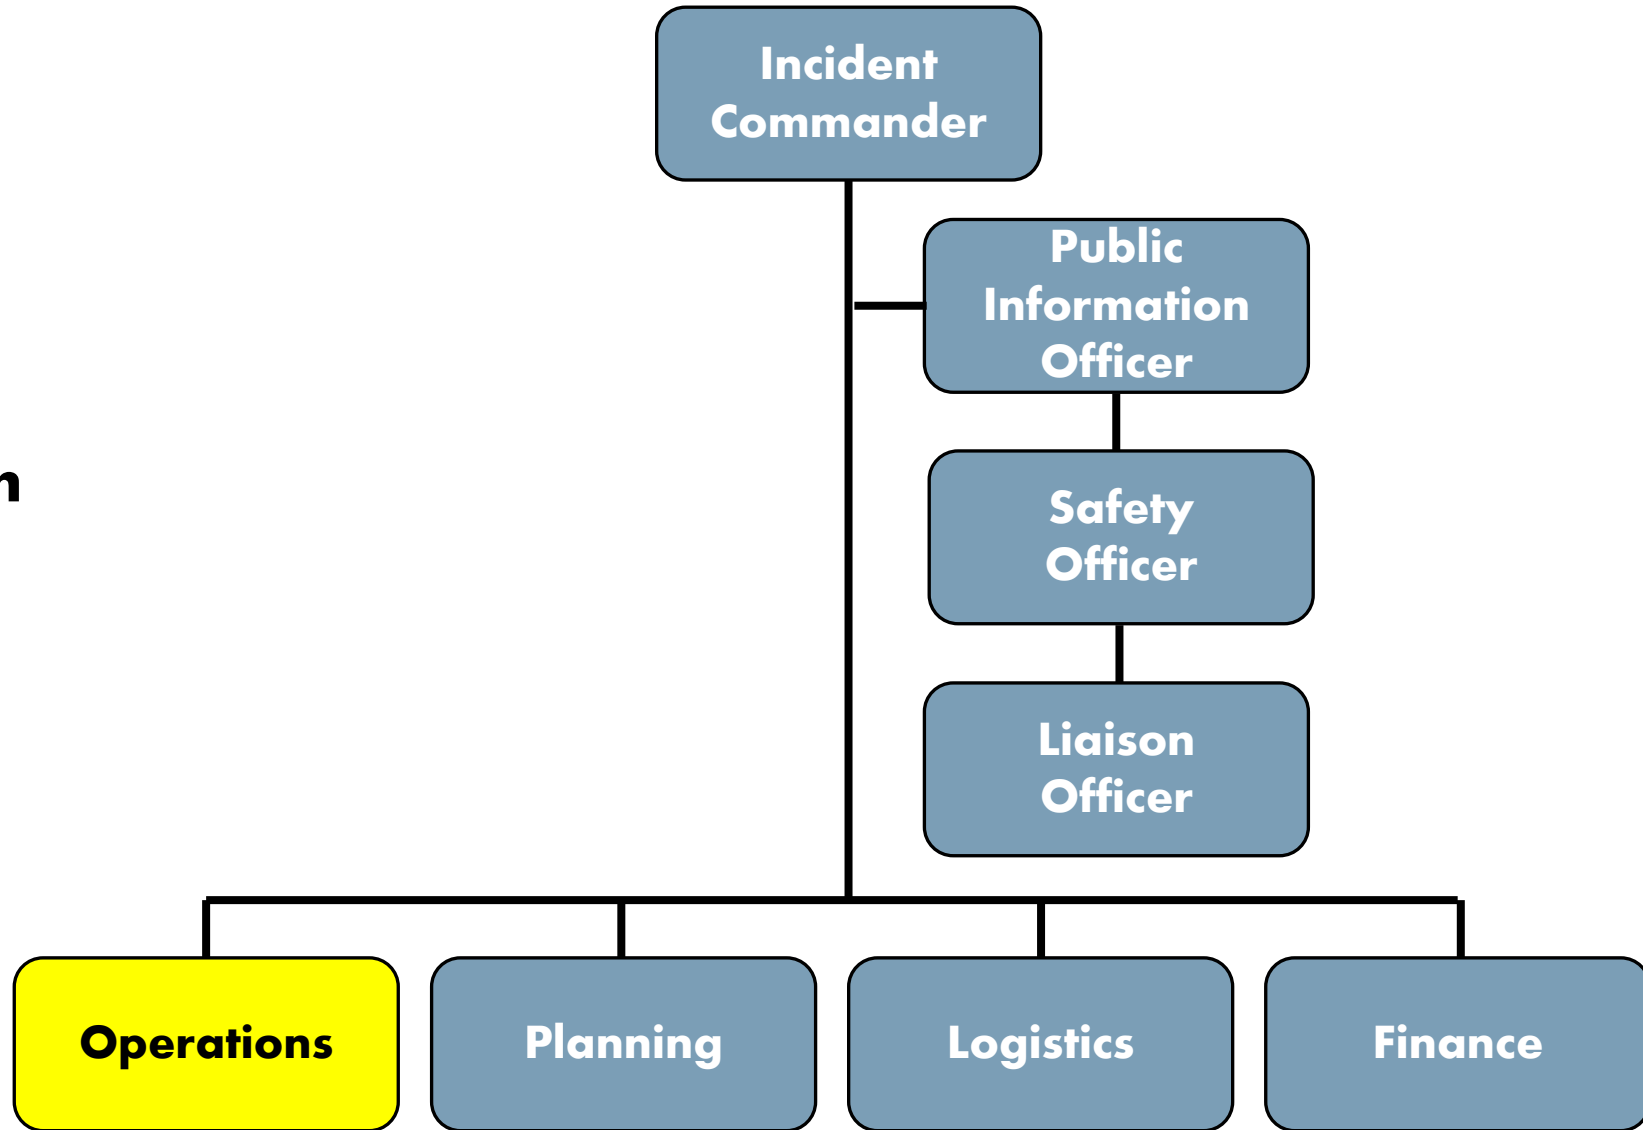 Incident
Commander
Public
Information
Officer
Safety
Officer
Liaison
Officer
Operations
Planning
Logistics
Finance